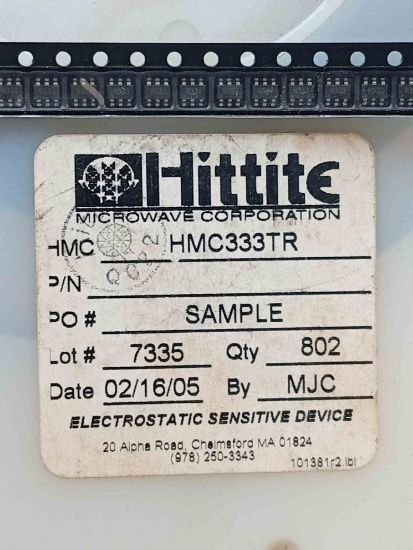 Hittite
MICROWAVE CORPORATION
HMC HMC333TR
P/N
PO # SAMPLE
Lot # 7335 Qty 802
Date 02/16/05 By MJC
ELECTROSTATIC SENSITIVE DEVICE
20 Alpha Road, Chelmsford MA 01824
(978) 250-3343
101381r2.lbl